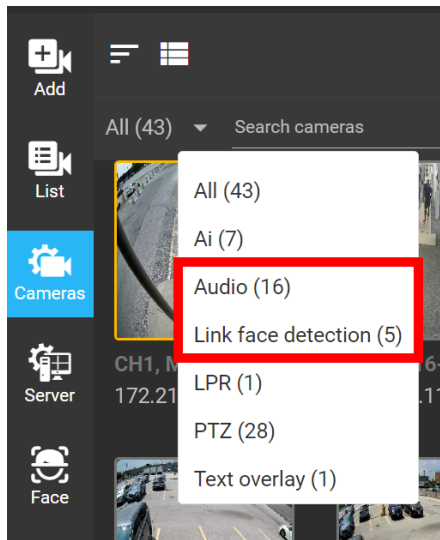 Add
All (43)
Search cameras
List
All (43)
Ai (7)
Audio (16)
Cameras
Link face detection (5)
CH1, M
6-
LPR (1)
172.21
.11
Server
PTZ (28)
Text overlay (1)
Face